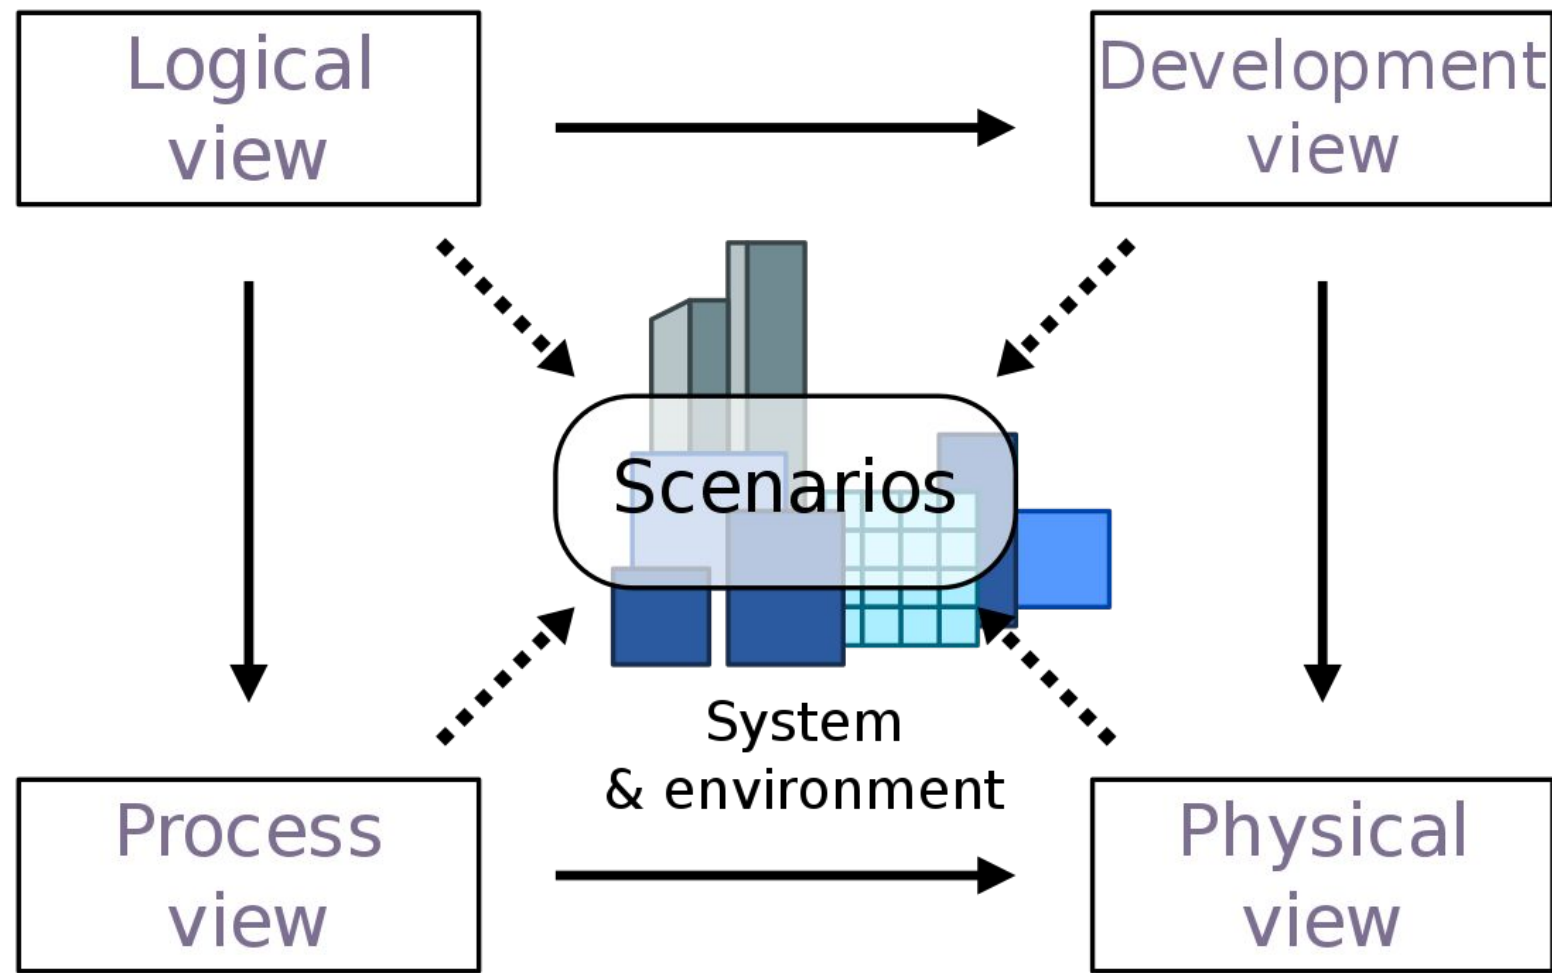 Logical
view
Development
view
Scenarios
System
& environment
Process
view
Physical
view